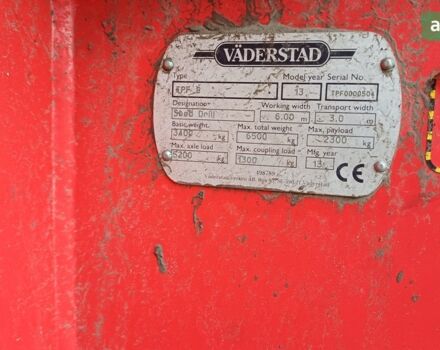 VÄDERSTAD
Type Model year Serial No.
TPF B 13 TPF0000504
Designation Working width Transport width
Seed Drill 6.00 m 3.0 m
Basic weight Max. total weight Max. payload
3400 kg 6500 kg 2300 kg
Max. axle load Max. coupling load Mfg. year
5200 kg 1300 kg 13
CE
a